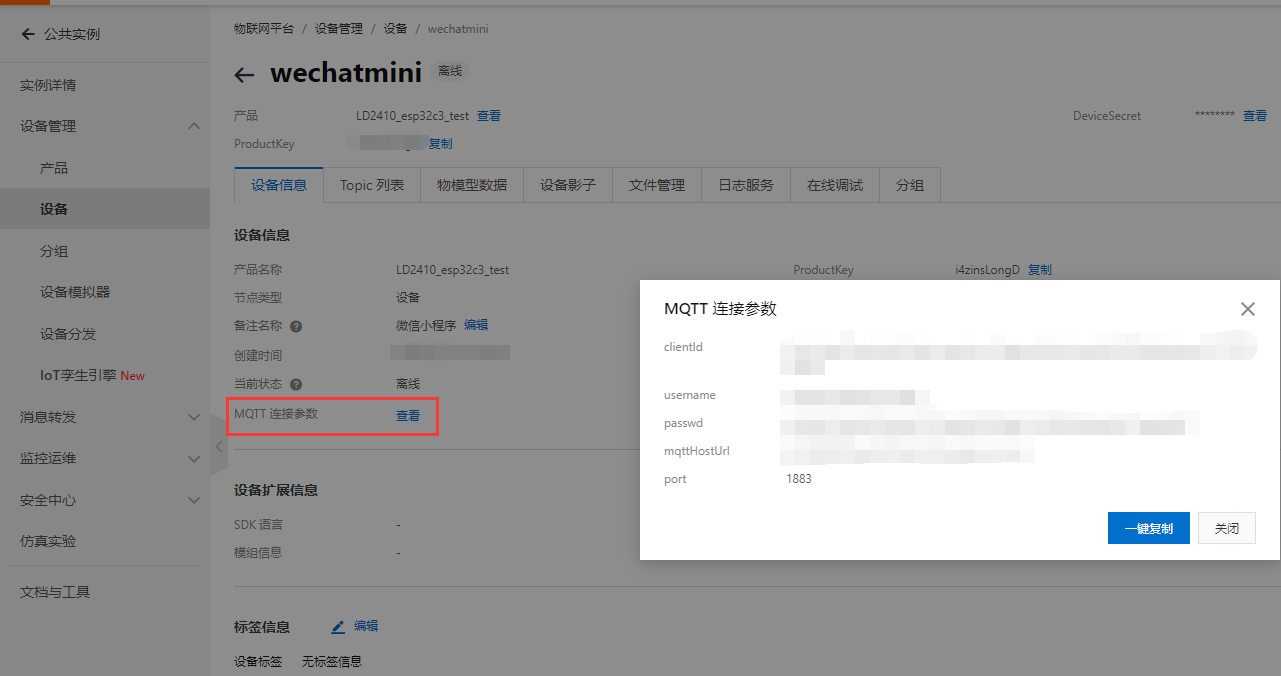 公共实例
实例详情
设备管理
产品
设备
分组
设备模拟器
设备分发
IoT孪生引擎 New
消息转发
监控运维
安全中心
仿真实验
文档与工具
物联网平台 / 设备管理 / 设备 / wechatmini
wechatmini 离线
产品 LD2410_esp32c3_test 查看 DeviceSecret ******** 查看
ProductKey 复制
设备信息 Topic 列表 物模型数据 设备影子 文件管理 日志服务 在线调试 分组
设备信息
产品名称 LD2410_esp32c3_test ProductKey i4zinsLongD 复制
节点类型 设备
备注名称 微信小程序 编辑
创建时间
当前状态 离线
MQTT 连接参数 查看
设备扩展信息
SDK 语言 -
模组信息 -
标签信息 编辑
设备标签 无标签信息
MQTT 连接参数
clientId
username
passwd
mqttHostUrl
port 1883
一键复制 关闭